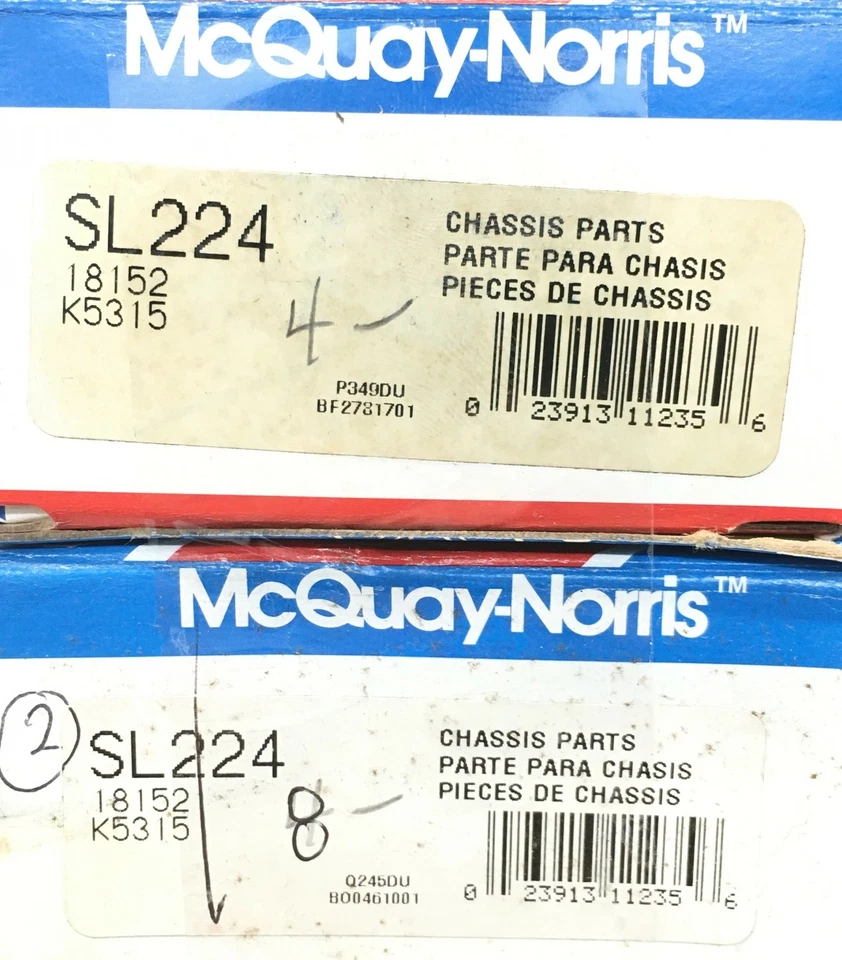 McQuay-Norris™
SL224
18152
K5315
4 -
CHASSIS PARTS
PARTE PARA CHASIS
PIECES DE CHASSIS
P349DU
BF2781701
0 23913 11235 6
McQuay-Norris™
2
SL224
18152
K5315
8 -
CHASSIS PARTS
PARTE PARA CHASIS
PIECES DE CHASSIS
Q245DU
BO0461001
0 23913 11235 6